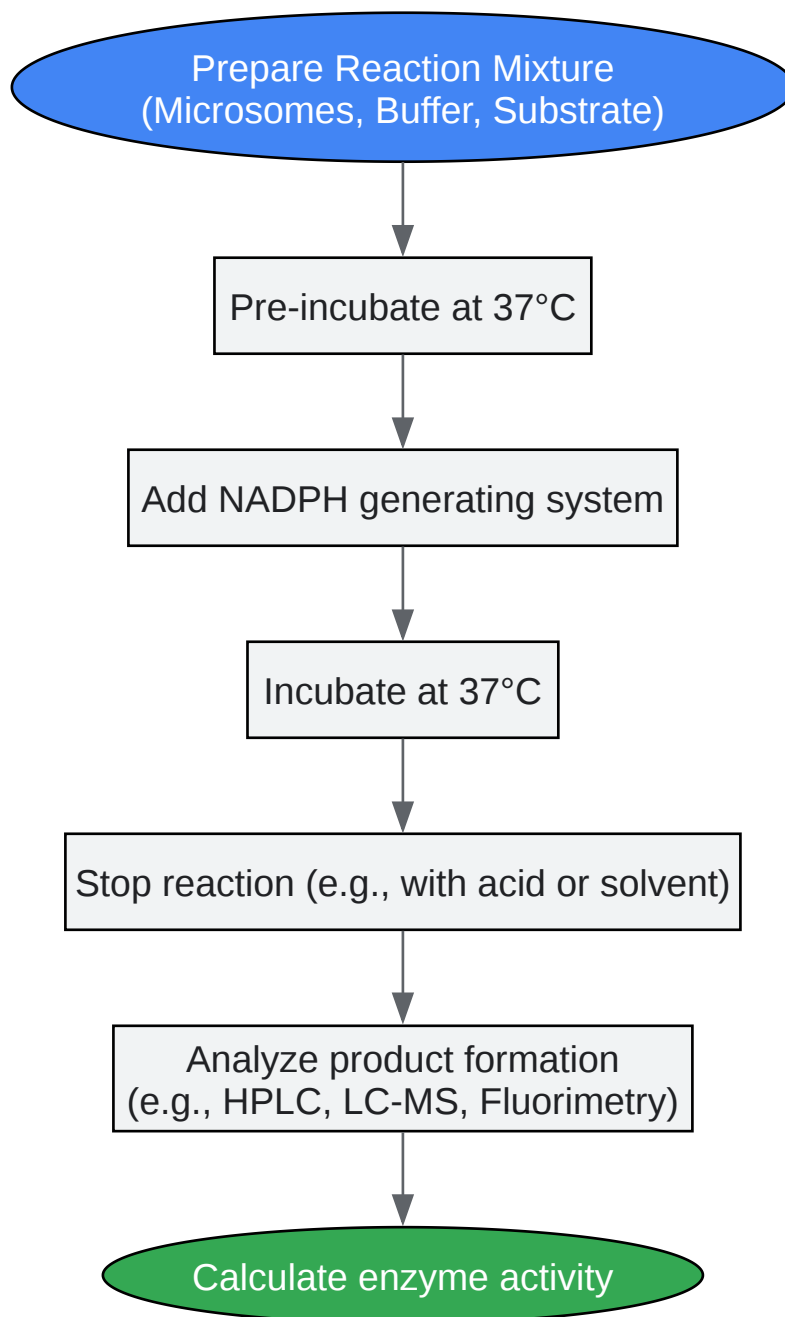 Prepare Reaction Mixture
(Microsomes, Buffer, Substrate)
Pre-incubate at 37°C
Add NADPH generating system
Incubate at 37°C
Stop reaction (e.g., with acid or solvent)
Analyze product formation
(e.g., HPLC, LC-MS, Fluorimetry)
Calculate enzyme activity